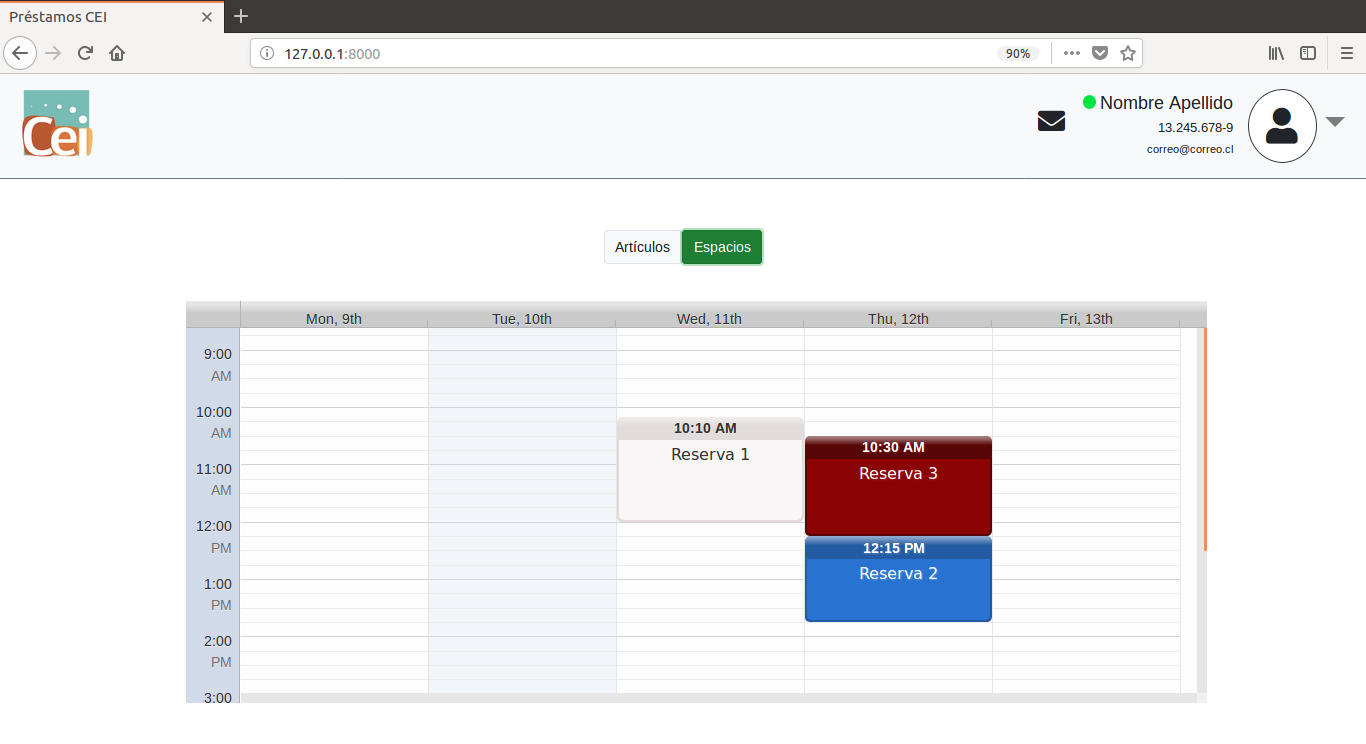 Préstamos CEI
127.0.0.1:8000
90%
Cei
Nombre Apellido
13.245.678-9
correo@correo.cl
Artículos
Espacios
Mon, 9th
Tue, 10th
Wed, 11th
Thu, 12th
Fri, 13th
9:00
AM
10:00
AM
11:00
AM
12:00
PM
1:00
PM
2:00
PM
3:00
10:10 AM
Reserva 1
10:30 AM
Reserva 3
12:15 PM
Reserva 2